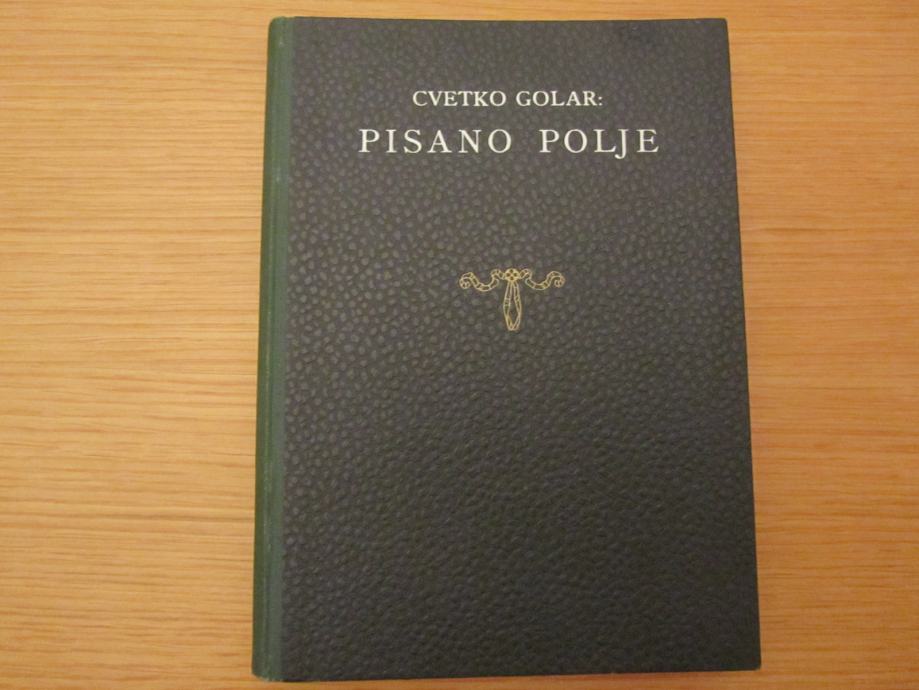 CVETKO GOLAR:
PISANO POLJE